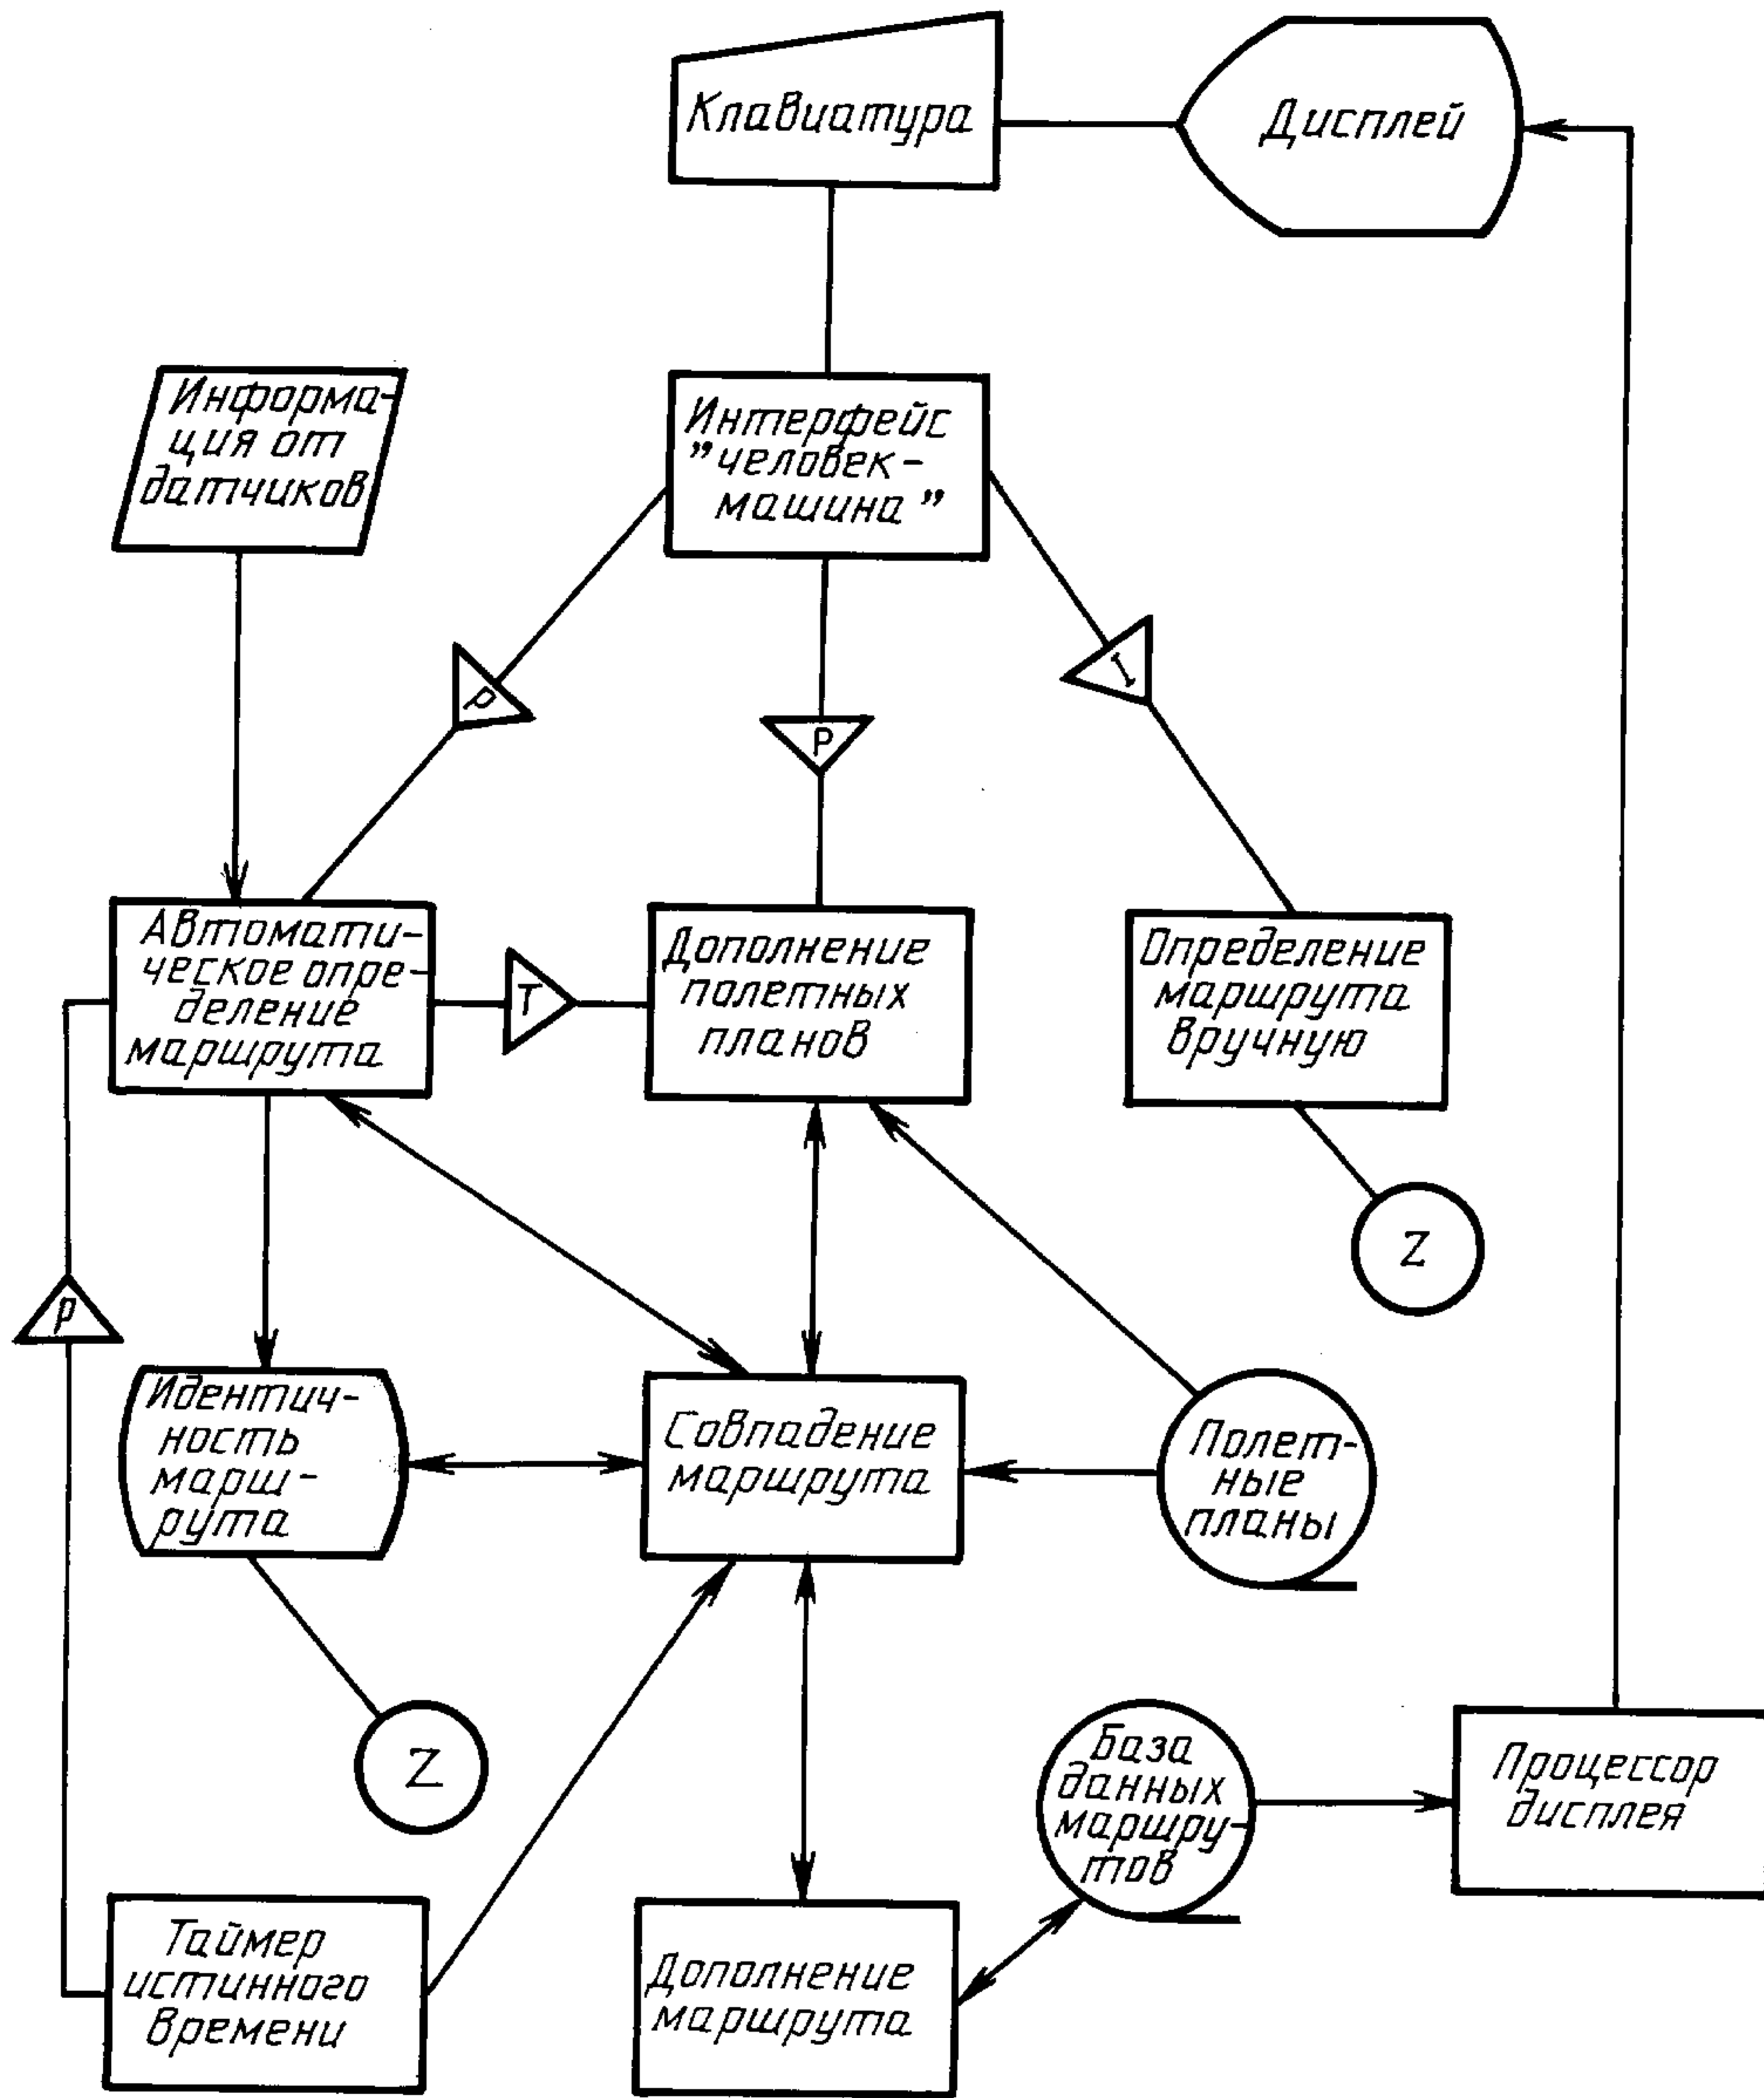 Клавиатура
Дисплей
Информа-
ция от
датчиков
Интерфейс
"человек-
машина"
P
P
I
Автомати-
ческое опре-
деление
маршрута
T
Дополнение
полетных
планов
Определение
маршрута
вручную
Z
P
Идентич-
ность
марш-
рута
Совпадение
маршрута
Полет-
ные
планы
Z
База
данных
маршру-
тов
Процессор
дисплея
Таймер
истинного
времени
Дополнение
маршрута